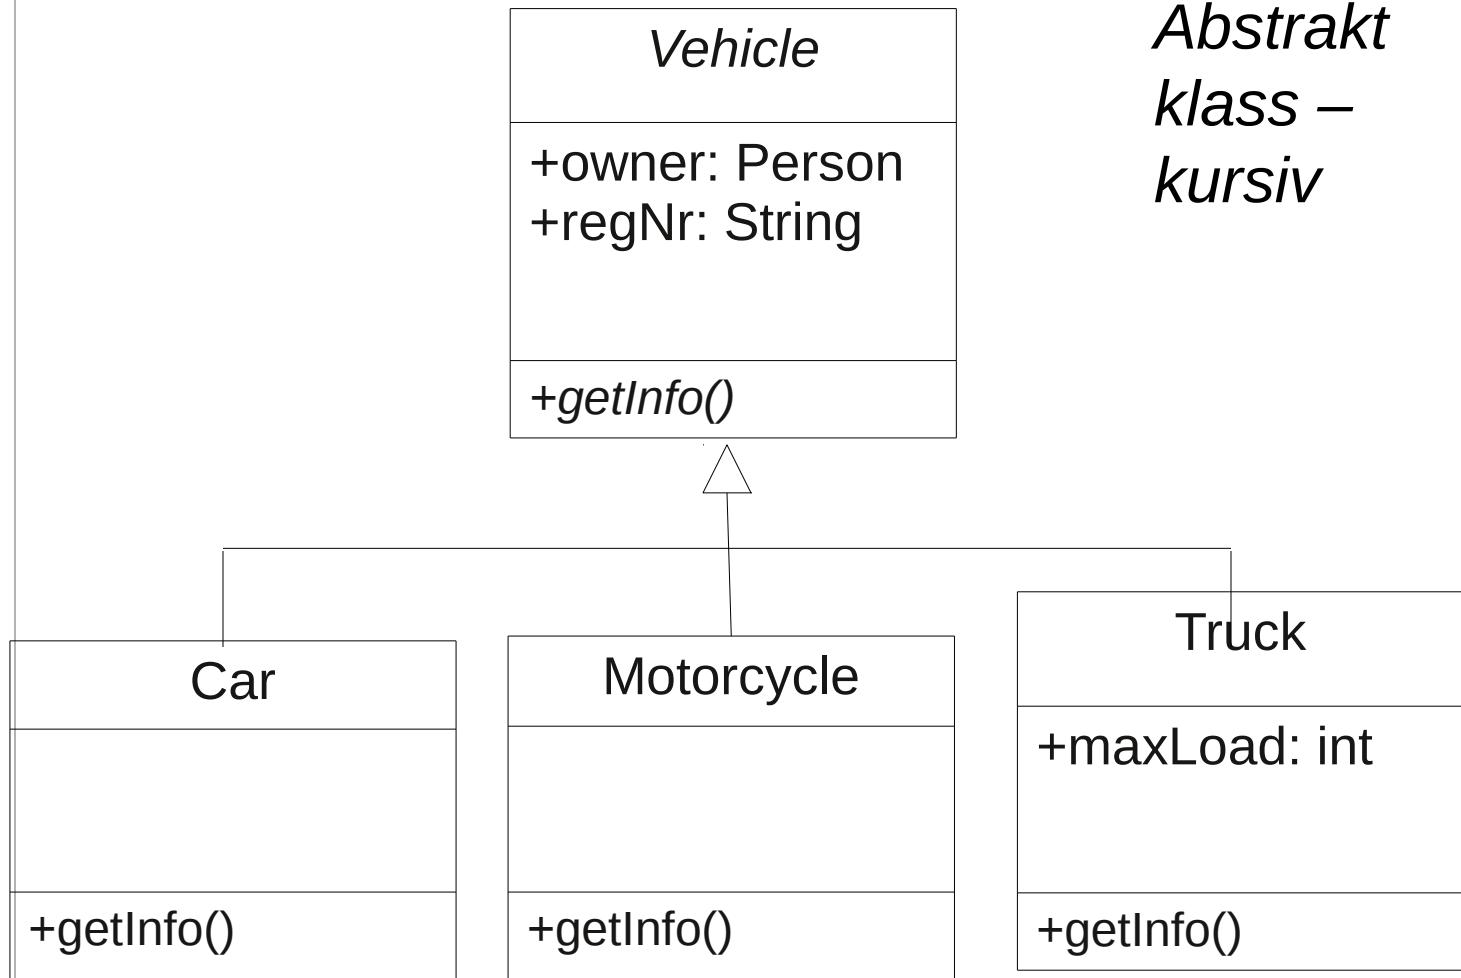 Vehicle
+owner: Person
+regNr: String
+getInfo()
Abstrakt
klass –
kursiv
Car
+getInfo()
Motorcycle
+getInfo()
Truck
+maxLoad: int
+getInfo()